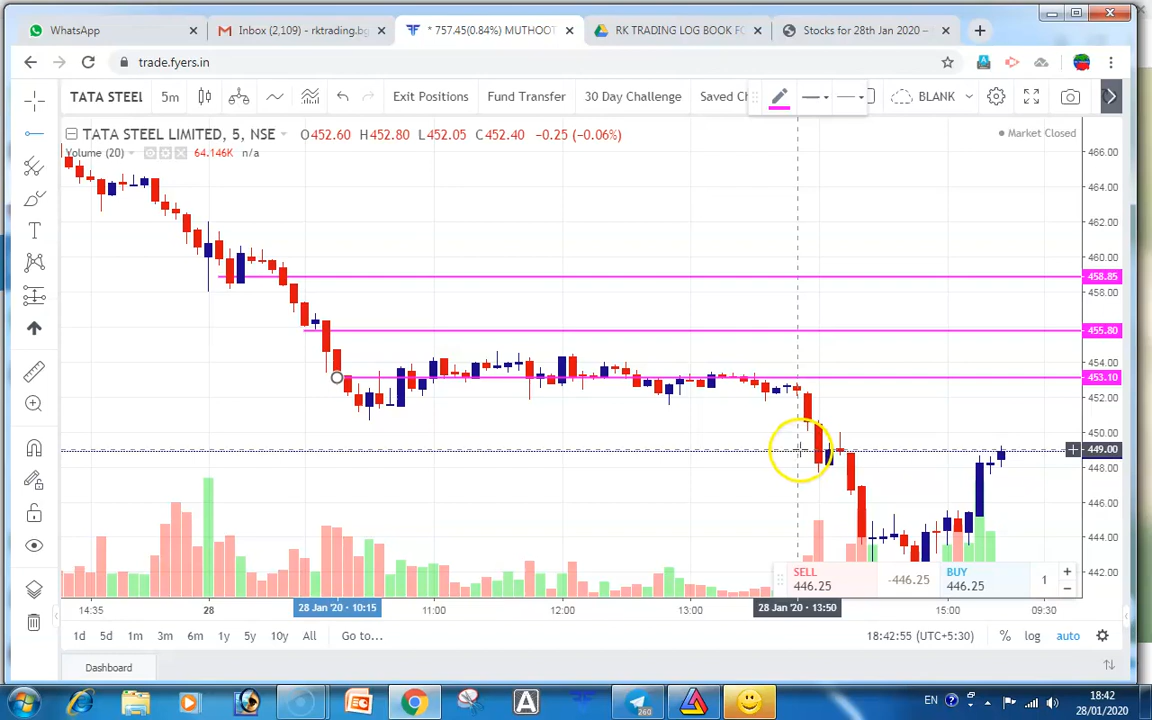 WhatsApp
Inbox (2,109) - rktrading.bg
* 757.45(0.84%) MUTHOOT
RK TRADING LOG BOOK FO
Stocks for 28th Jan 2020 –
trade.fyers.in
TATA STEEL
5m
Exit Positions
Fund Transfer
30 Day Challenge
Saved Ch
BLANK
TATA STEEL LIMITED, 5, NSE
O452.60 H452.80 L452.05 C452.40 -0.25 (-0.06%)
Market Closed
Volume (20)
64.146K n/a
466.00
464.00
462.00
460.00
458.85
458.00
455.80
454.00
453.10
452.00
450.00
449.00
448.00
446.00
444.00
442.00
SELL
446.25
-446.25
BUY
446.25
1
14:35
28
28 Jan '20 · 10:15
11:00
12:00
13:00
28 Jan '20 · 13:50
15:00
09:30
1d 5d 1m 3m 6m 1y 5y 10y All Go to...
18:42:55 (UTC+5:30)
% log auto
Dashboard
260
EN
18:42
28/01/2020